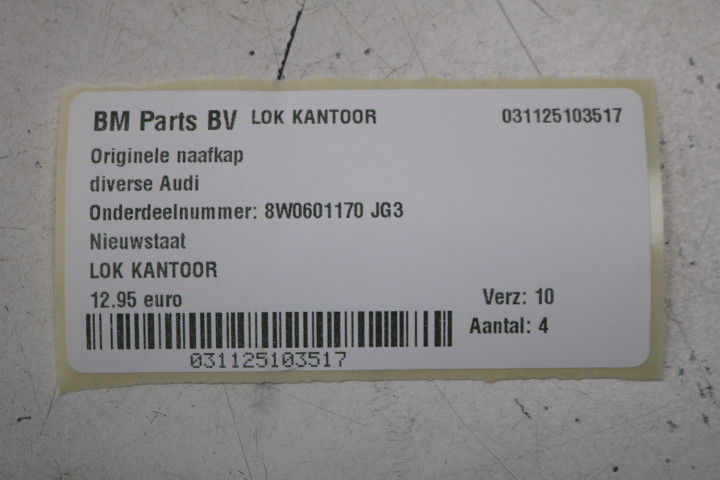 BM Parts BV LOK KANTOOR 031125103517
Originele naafkap
diverse Audi
Onderdeelnummer: 8W0601170 JG3
Nieuwstaat
LOK KANTOOR
12.95 euro Verz: 10
Aantal: 4
031125103517